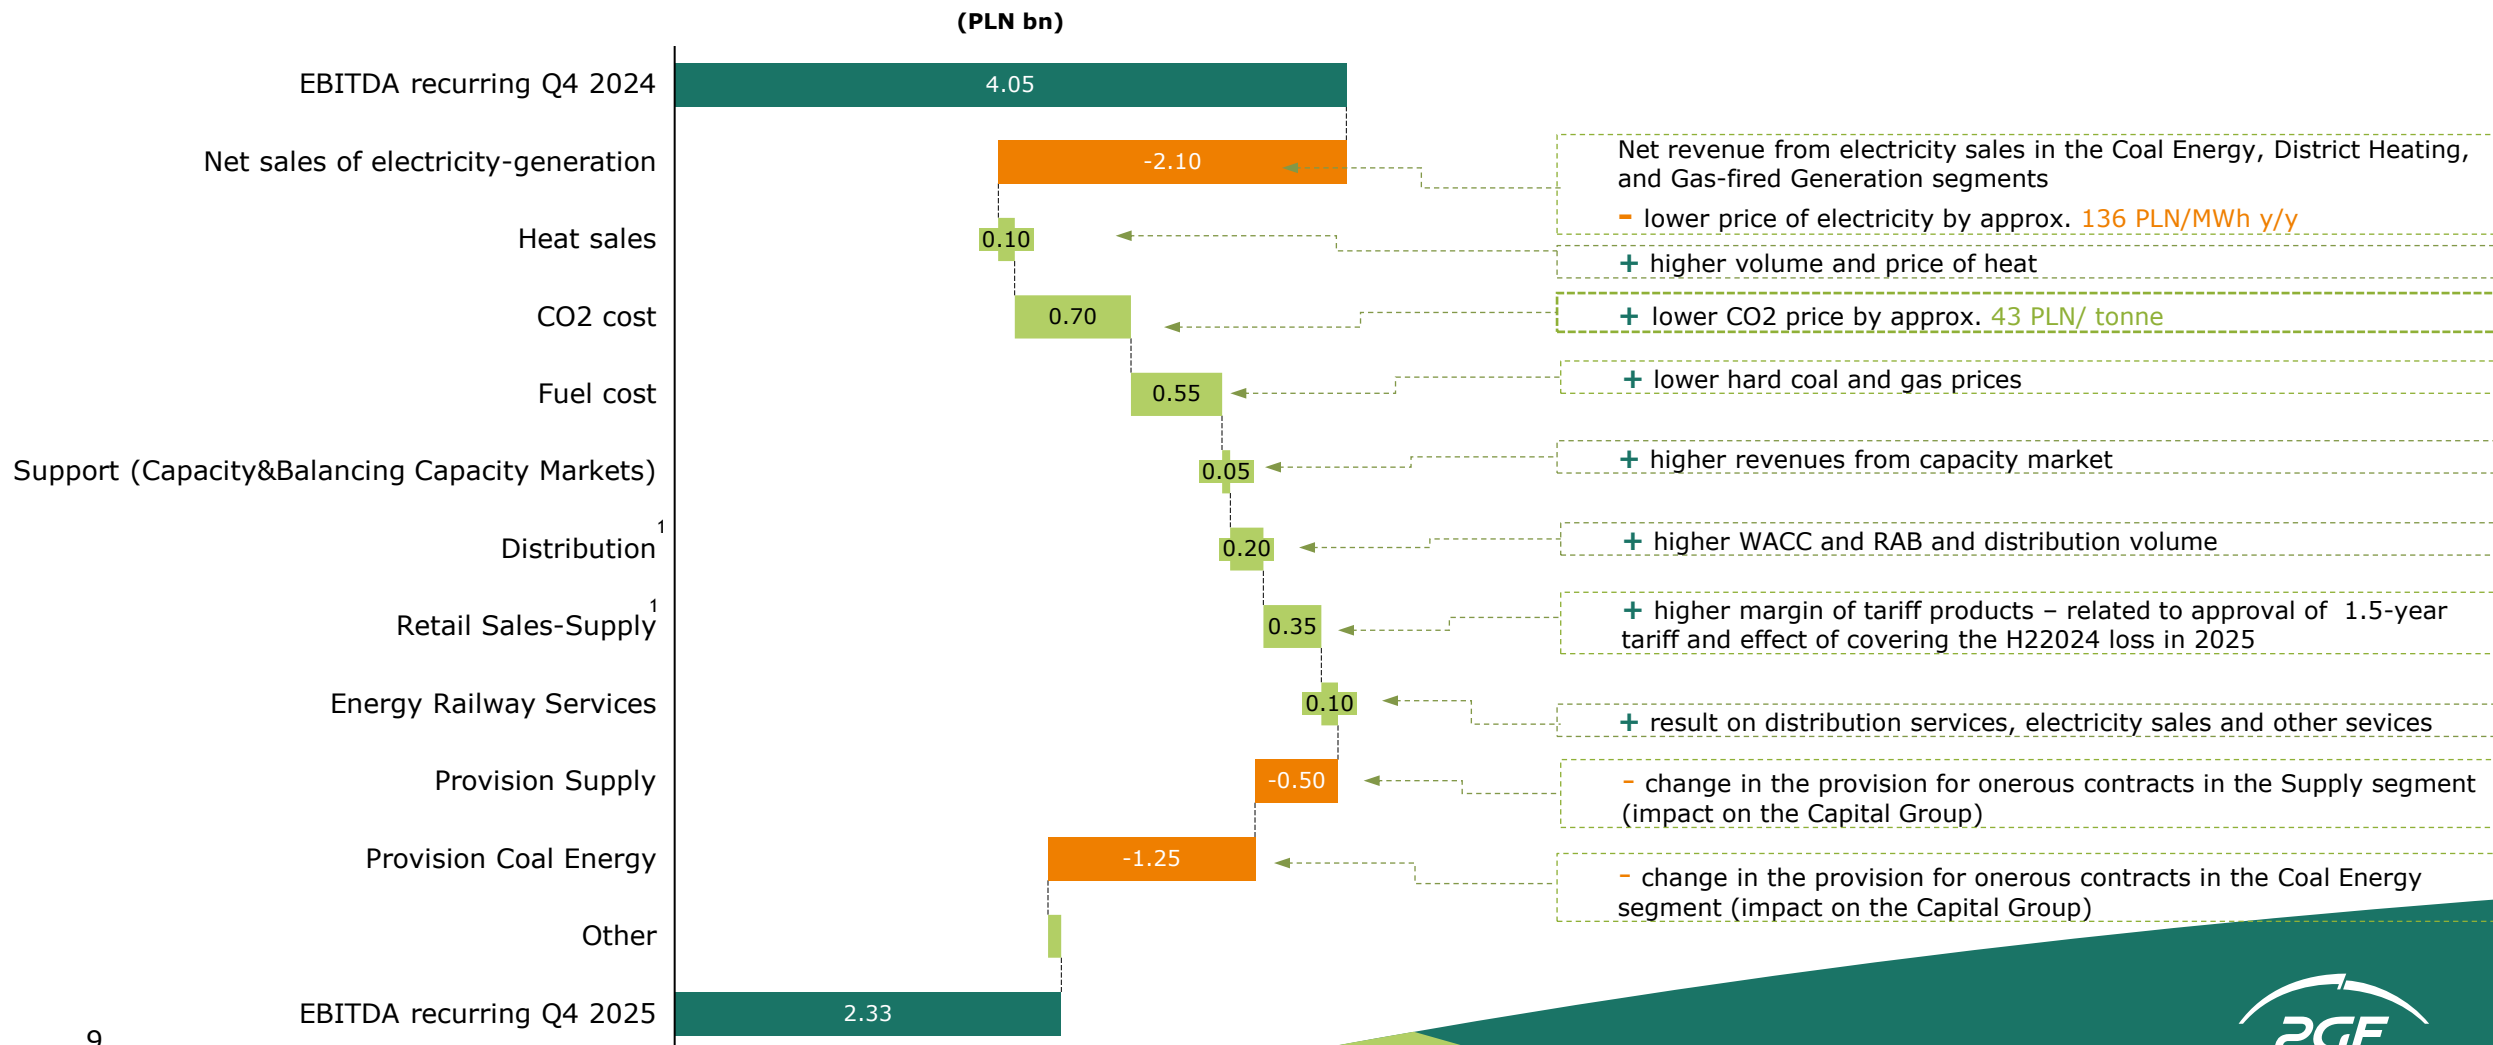 (PLN bn)
EBITDA recurring Q4 2024
4.05
Net sales of electricity-generation
-2.10
Net revenue from electricity sales in the Coal Energy, District Heating,
and Gas-fired Generation segments
- lower price of electricity by approx. 136 PLN/MWh y/y
Heat sales
0.10
+ higher volume and price of heat
CO2 cost
0.70
+ lower CO2 price by approx. 43 PLN/ tonne
Fuel cost
0.55
+ lower hard coal and gas prices
Support (Capacity&Balancing Capacity Markets)
0.05
+ higher revenues from capacity market
Distribution 1
0.20
+ higher WACC and RAB and distribution volume
Retail Sales-Supply 1
0.35
+ higher margin of tariff products – related to approval of 1.5-year
tariff and effect of covering the H22024 loss in 2025
Energy Railway Services
0.10
+ result on distribution services, electricity sales and other sevices
Provision Supply
-0.50
- change in the provision for onerous contracts in the Supply segment
(impact on the Capital Group)
Provision Coal Energy
-1.25
- change in the provision for onerous contracts in the Coal Energy
segment (impact on the Capital Group)
Other
EBITDA recurring Q4 2025
2.33
9
PGE